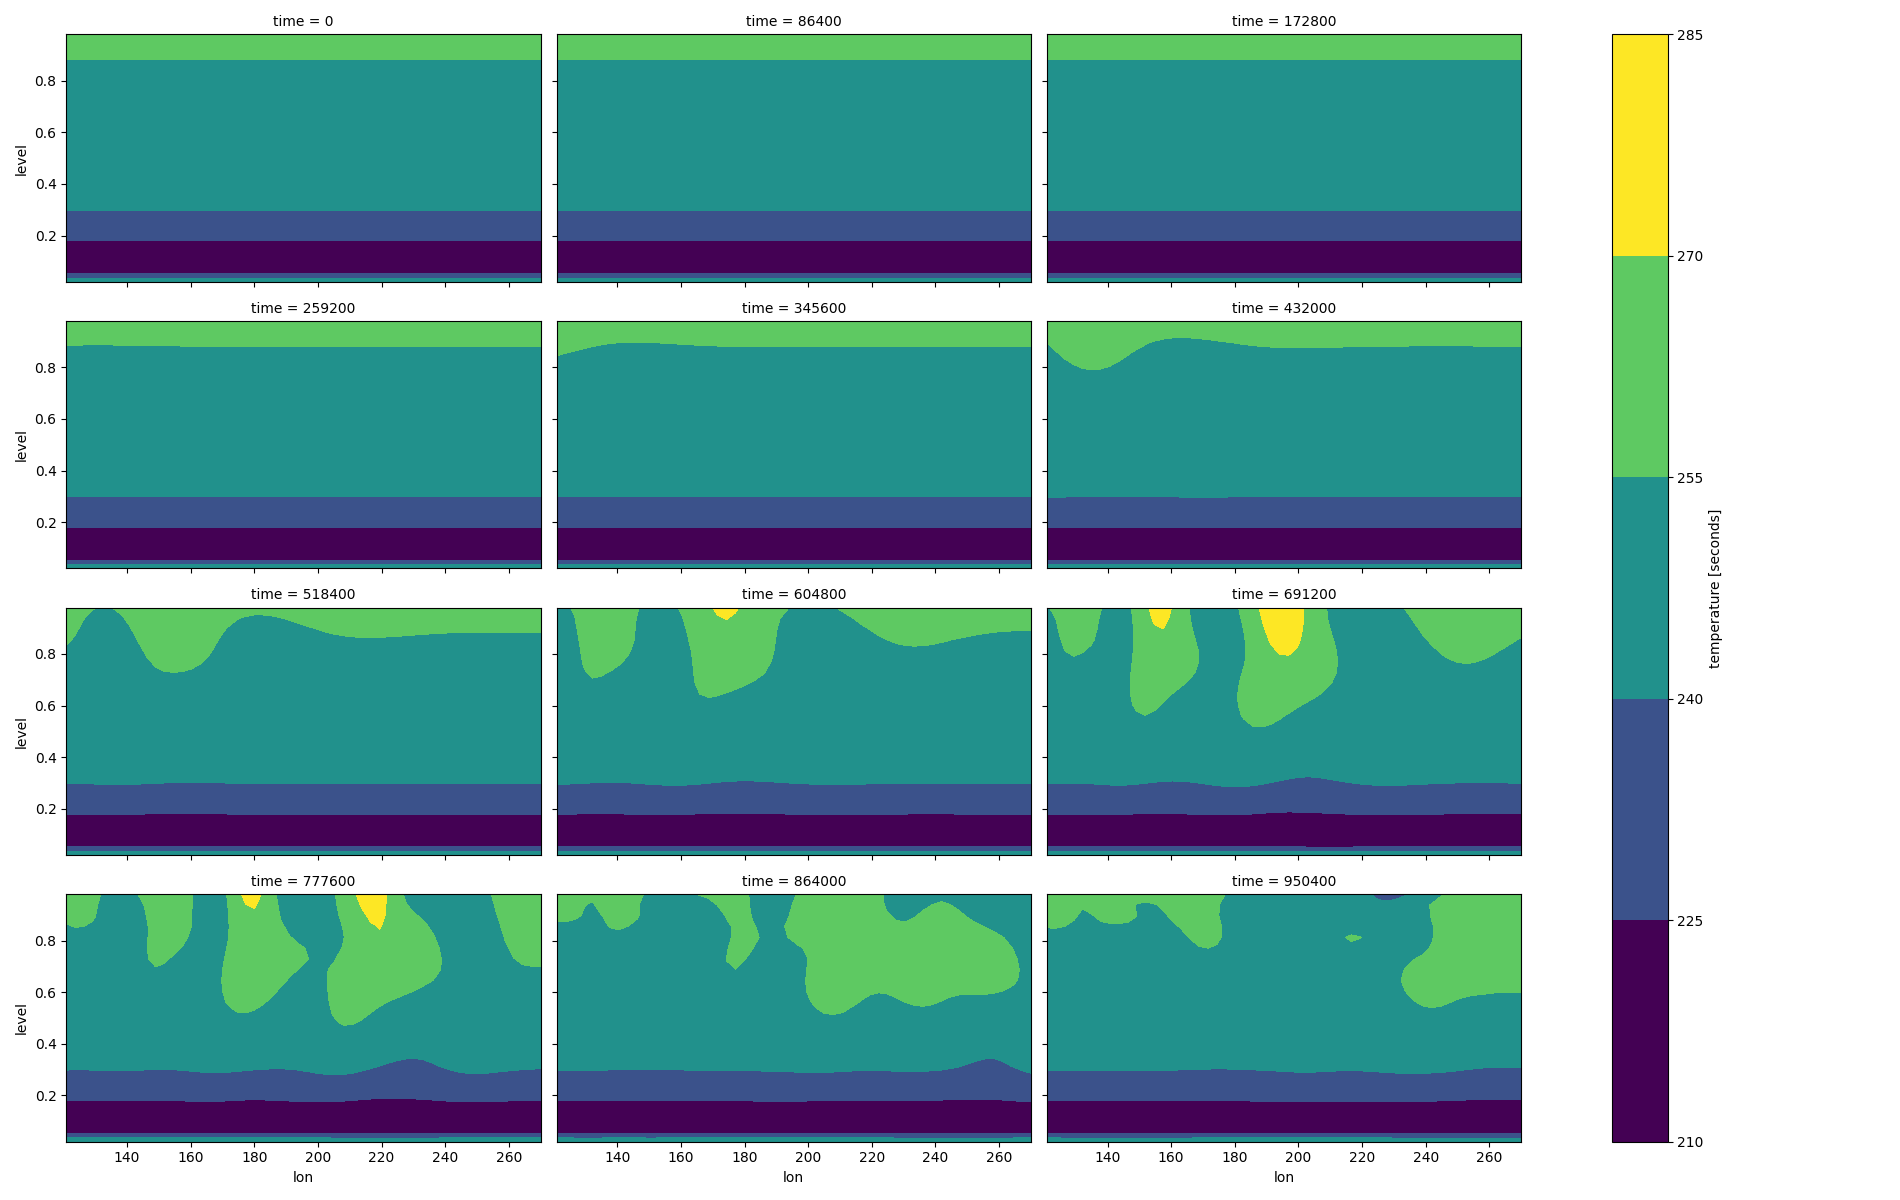 time = 0
time = 86400
time = 172800
level
0.8
0.6
0.4
0.2
time = 259200
time = 345600
time = 432000
level
0.8
0.6
0.4
0.2
time = 518400
time = 604800
time = 691200
level
0.8
0.6
0.4
0.2
time = 777600
time = 864000
time = 950400
level
0.8
0.6
0.4
0.2
140 160 180 200 220 240 260
lon
140 160 180 200 220 240 260
lon
140 160 180 200 220 240 260
lon
285
270
255
240
225
210
temperature [seconds]